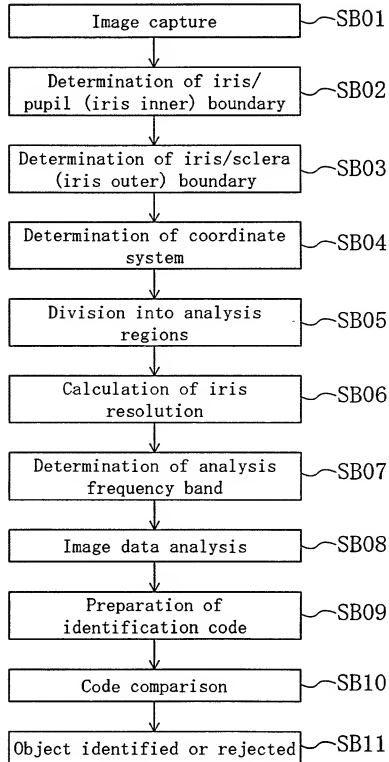 Image capture SB01
Determination of iris/
pupil (iris inner) boundary SB02
Determination of iris/sclera
(iris outer) boundary SB03
Determination of coordinate
system SB04
Division into analysis
regions SB05
Calculation of iris
resolution SB06
Determination of analysis
frequency band SB07
Image data analysis SB08
Preparation of
identification code SB09
Code comparison SB10
Object identified or rejected SB11